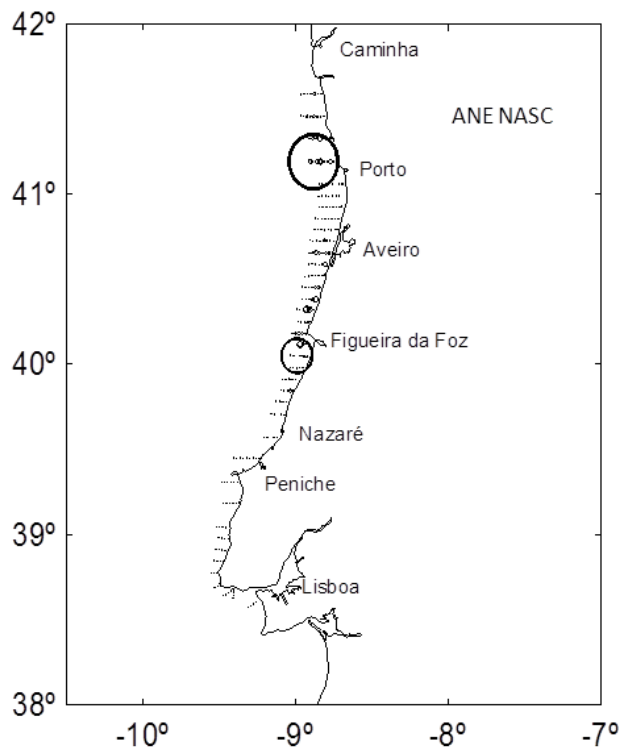 42º
Caminha
ANE NASC
41º
Porto
Aveiro
Figueira da Foz
40º
Nazaré
Peniche
39º
Lisboa
38º
-10º -9º -8º -7º